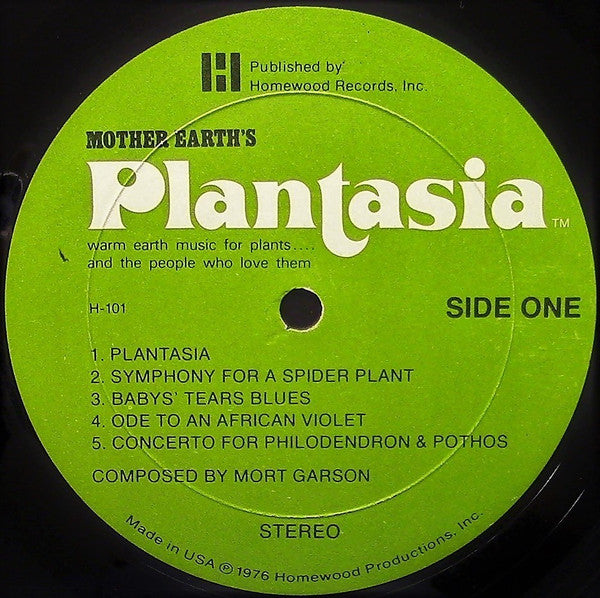 H Published by'
Homewood Records, Inc.
MOTHER EARTH'S
Plantasia™
warm earth music for plants....
and the people who love them
H-101
SIDE ONE
1. PLANTASIA
2. SYMPHONY FOR A SPIDER PLANT
3. BABYS' TEARS BLUES
4. ODE TO AN AFRICAN VIOLET
5. CONCERTO FOR PHILODENDRON & POTHOS
COMPOSED BY MORT GARSON
STEREO
Made in USA ℗ 1976 Homewood Productions, Inc.